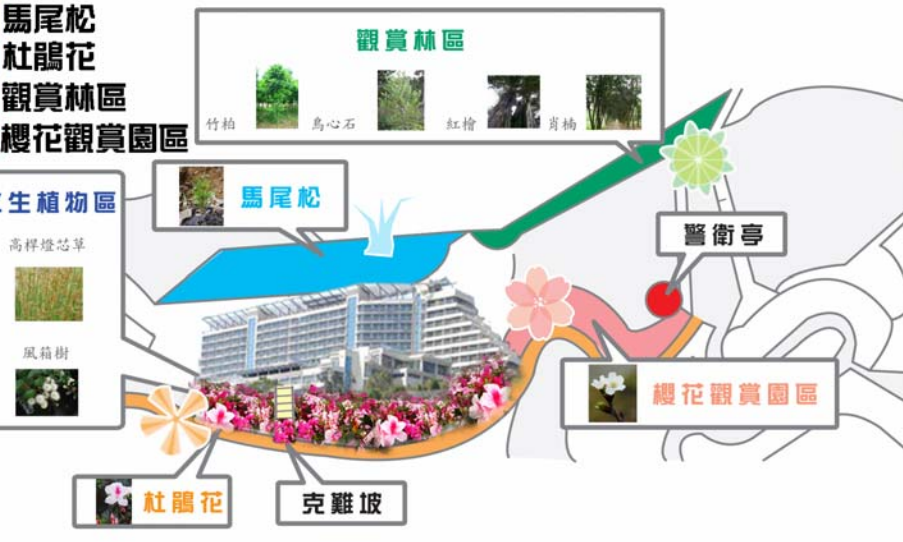 馬尾松
杜鵑花
觀賞林區
櫻花觀賞園區
觀賞林區
竹柏
烏心石
紅檜
肖楠
生植物區
高桿燈芯草
風箱樹
馬尾松
警衛亭
櫻花觀賞園區
杜鵑花
克難坡